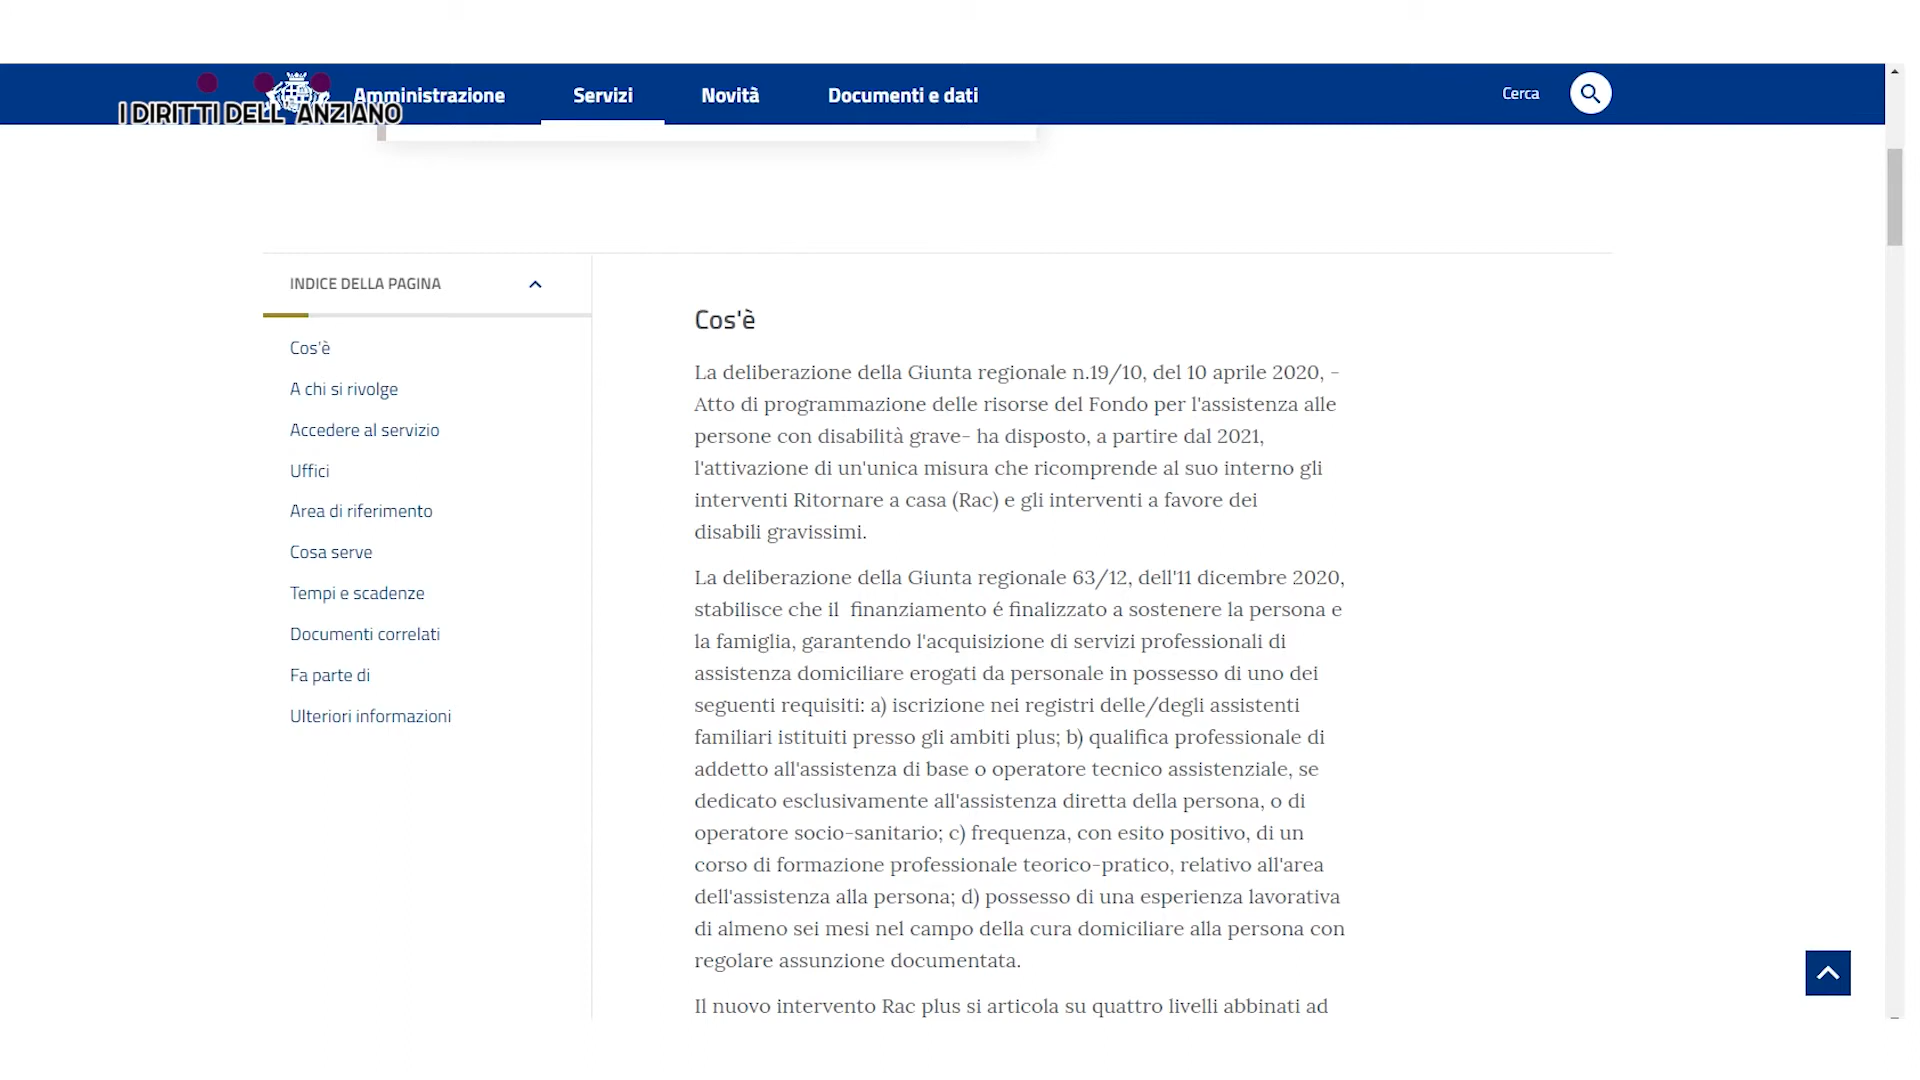 I DIRITTI DELL'ANZIANO
Amministrazione
Servizi
Novità
Documenti e dati
Cerca
INDICE DELLA PAGINA
Cos'è
A chi si rivolge
Accedere al servizio
Uffici
Area di riferimento
Cosa serve
Tempi e scadenze
Documenti correlati
Fa parte di
Ulteriori informazioni
Cos'è
La deliberazione della Giunta regionale n.19/10, del 10 aprile 2020, -
Atto di programmazione delle risorse del Fondo per l'assistenza alle
persone con disabilità grave- ha disposto, a partire dal 2021,
l'attivazione di un'unica misura che ricomprende al suo interno gli
interventi Ritornare a casa (Rac) e gli interventi a favore dei
disabili gravissimi.
La deliberazione della Giunta regionale 63/12, dell'11 dicembre 2020,
stabilisce che il  finanziamento é finalizzato a sostenere la persona e
la famiglia, garantendo l'acquisizione di servizi professionali di
assistenza domiciliare erogati da personale in possesso di uno dei
seguenti requisiti: a) iscrizione nei registri delle/degli assistenti
familiari istituiti presso gli ambiti plus; b) qualifica professionale di
addetto all'assistenza di base o operatore tecnico assistenziale, se
dedicato esclusivamente all'assistenza diretta della persona, o di
operatore socio-sanitario; c) frequenza, con esito positivo, di un
corso di formazione professionale teorico-pratico, relativo all'area
dell'assistenza alla persona; d) possesso di una esperienza lavorativa
di almeno sei mesi nel campo della cura domiciliare alla persona con
regolare assunzione documentata.
Il nuovo intervento Rac plus si articola su quattro livelli abbinati ad